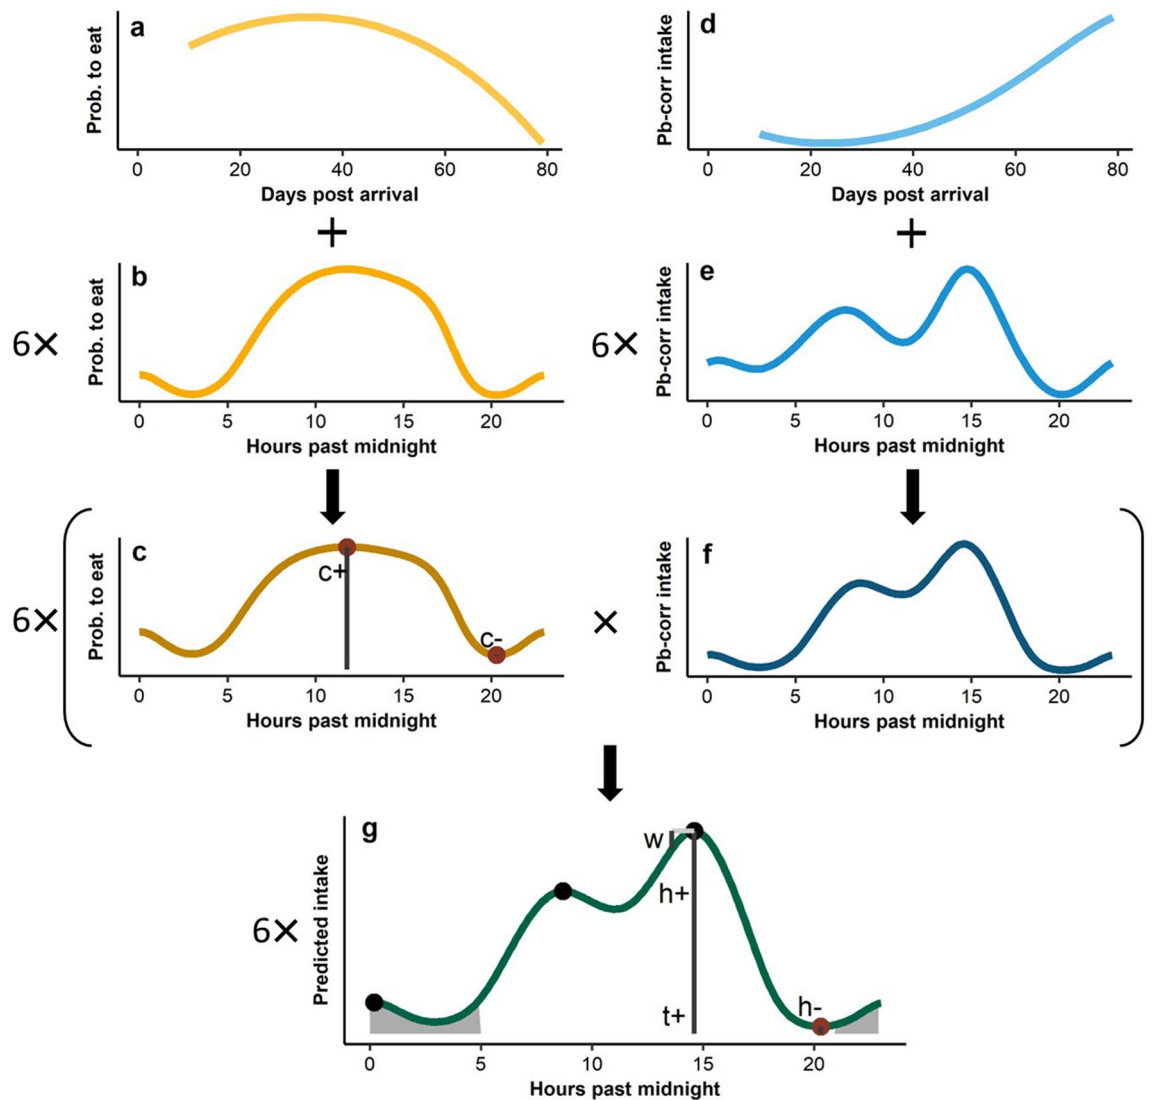 a
Prob. to eat
0 20 40 60 80
Days post arrival
d
Pb-corr intake
0 20 40 60 80
Days post arrival
+
+
6×
b
Prob. to eat
0 5 10 15 20
Hours past midnight
6×
e
Pb-corr intake
0 5 10 15 20
Hours past midnight
6×
c
Prob. to eat
c+
c-
0 5 10 15 20
Hours past midnight
×
f
Pb-corr intake
0 5 10 15 20
Hours past midnight
6×
g
Predicted intake
w
h+
t+
h-
0 5 10 15 20
Hours past midnight